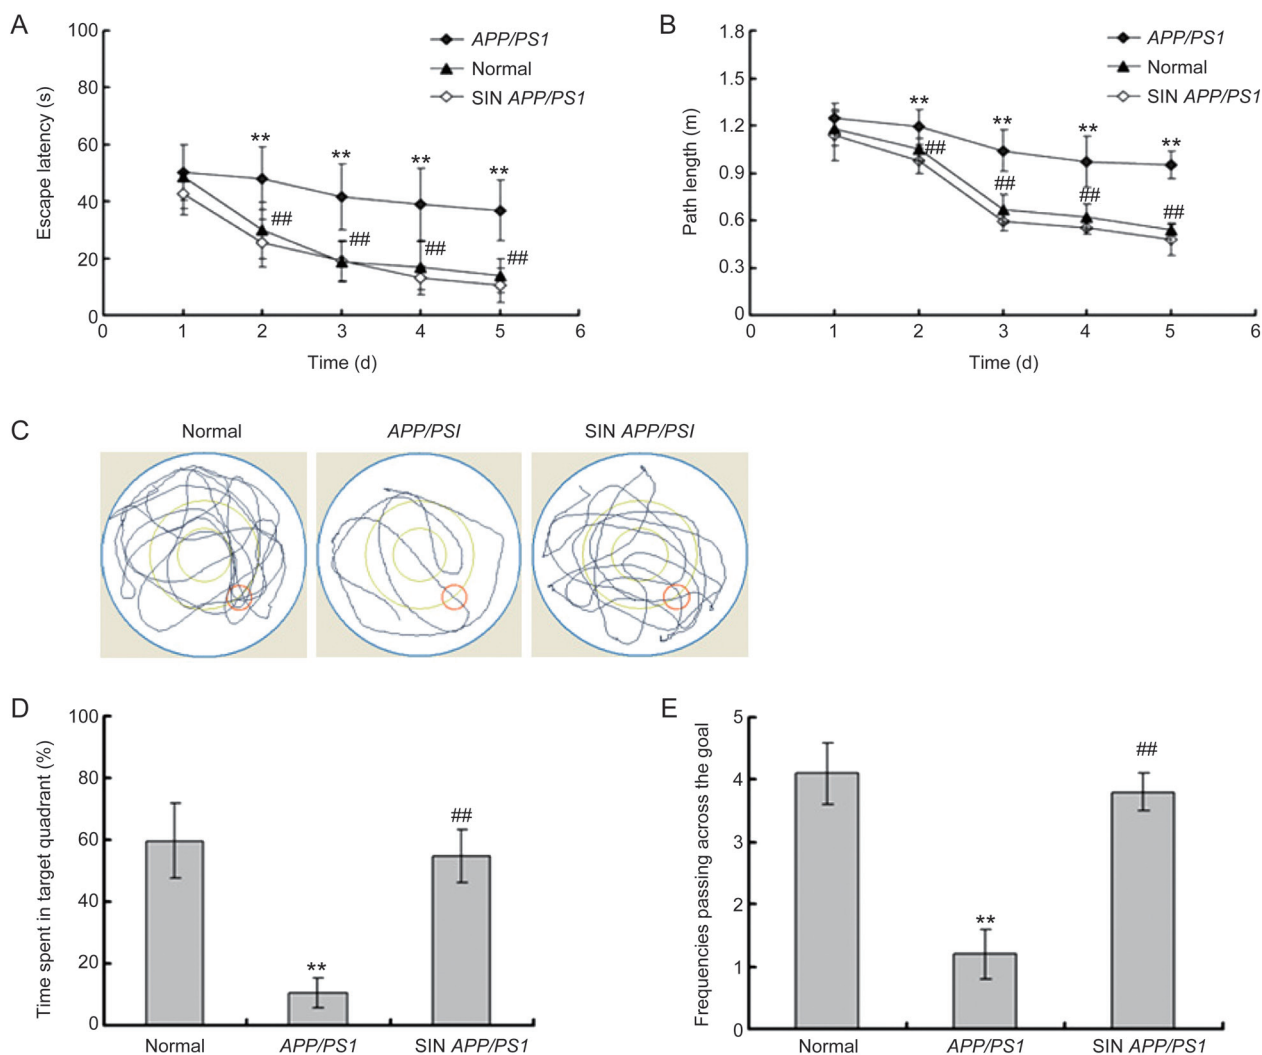 A
Escape latency (s)
100
80
60
40
20
0
APP/PS1
Normal
SIN APP/PS1
**
**
**
**
##
##
##
##
0 1 2 3 4 5 6
Time (d)
B
Path length (m)
1.8
1.5
1.2
0.9
0.6
0.3
0
APP/PS1
Normal
SIN APP/PS1
**
**
**
**
##
##
##
##
0 1 2 3 4 5 6
Time (d)
C
Normal
APP/PSI
SIN APP/PSI
D
Time spent in target quadrant (%)
100
80
60
40
20
0
**
##
Normal
APP/PS1
SIN APP/PS1
E
Frequencies passing across the goal
5
4
3
2
1
0
**
##
Normal
APP/PS1
SIN APP/PS1